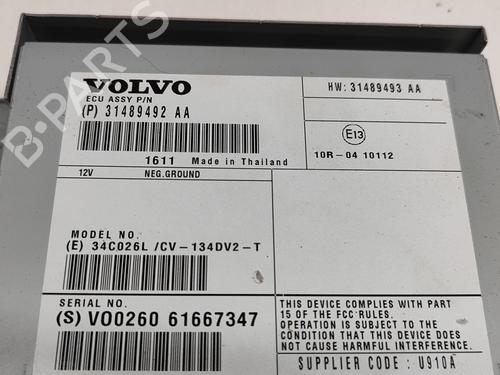 VOLVO
ECU ASSY P/N
(P) 31489492 AA
HW: 31489493 AA
E13
10R-04 10112
1611 Made in Thailand
12V NEG.GROUND
MODEL NO.
(E) 34C026L /CV-134DV2-T
SERIAL NO.
(S) VO0260 61667347
THIS DEVICE COMPLIES WITH PART
15 OF THE FCC RULES.
OPERATION IS SUBJECT TO THE
CONDITION THAT THIS DEVICE DOES
NOT CAUSE HARMFUL INTERFERENCE.
SUPPLIER CODE : U910A
B-PARTS